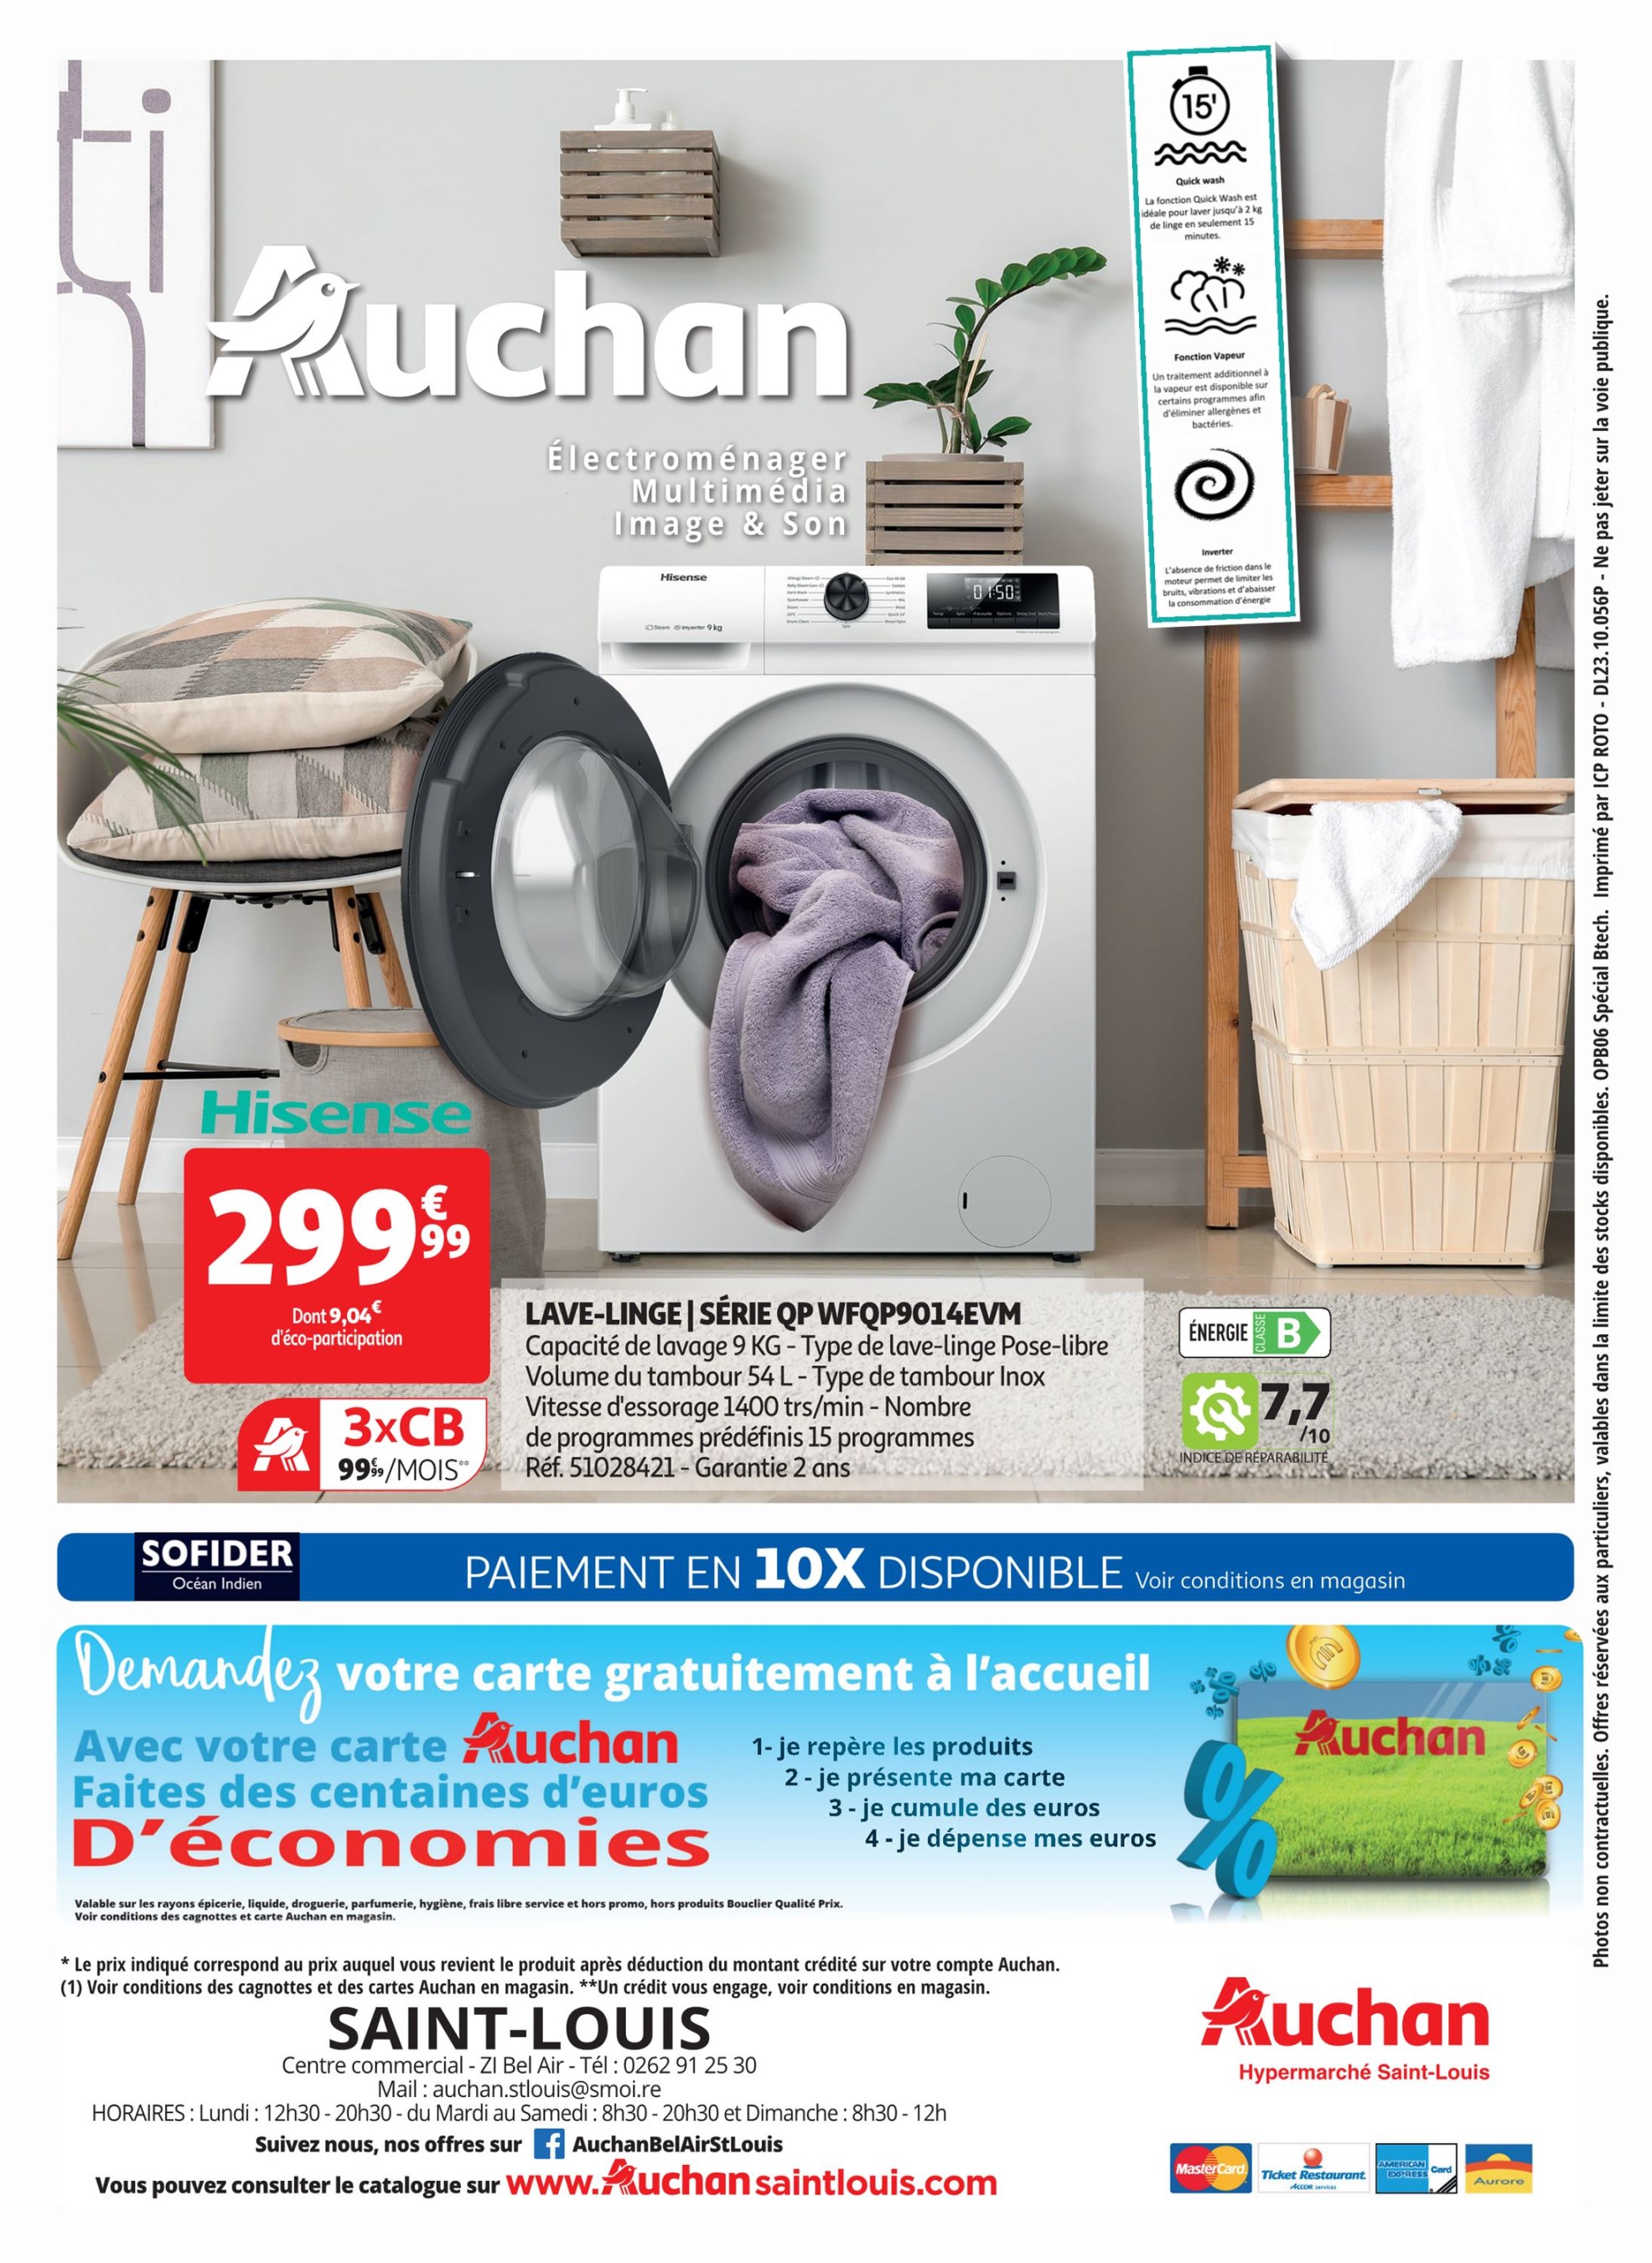 15'
Quick wash
La fonction Quick Wash est
idéale pour laver jusqu'à 2 kg
de linge en seulement 15
minutes.
Fonction Vapeur
Un traitement additionnel à
la vapeur est disponible sur
certains programmes afin
d'éliminer allergènes et
bactéries.
Inverter
L'absence de friction dans le
moteur permet de limiter les
bruits, vibrations et d'abaisser
la consommation d'énergie
Auchan
Électroménager
Multimédia
Image & Son
Hisense
01:50
Steam inverter 9 kg
Hisense
299€99
Dont 9,04€
d'éco-participation
3xCB
99€99/MOIS**
LAVE-LINGE | SÉRIE QP WFQP9014EVM
Capacité de lavage 9 KG - Type de lave-linge Pose-libre
Volume du tambour 54 L - Type de tambour Inox
Vitesse d'essorage 1400 trs/min - Nombre
de programmes prédéfinis 15 programmes
Réf. 51028421 - Garantie 2 ans
ÉNERGIE CLASSE B
7,7
/10
INDICE DE RÉPARABILITÉ
SOFIDER
Océan Indien
PAIEMENT EN 10X DISPONIBLE Voir conditions en magasin
Demandez votre carte gratuitement à l'accueil
Avec votre carte Auchan
Faites des centaines d'euros
D'économies
1- je repère les produits
2 - je présente ma carte
3 - je cumule des euros
4 - je dépense mes euros
Auchan
%
Valable sur les rayons épicerie, liquide, droguerie, parfumerie, hygiène, frais libre service et hors promo, hors produits Bouclier Qualité Prix.
Voir conditions des cagnottes et carte Auchan en magasin.
* Le prix indiqué correspond au prix auquel vous revient le produit après déduction du montant crédité sur votre compte Auchan.
(1) Voir conditions des cagnottes et des cartes Auchan en magasin. **Un crédit vous engage, voir conditions en magasin.
SAINT-LOUIS
Centre commercial - ZI Bel Air - Tél : 0262 91 25 30
Mail : auchan.stlouis@smoi.re
HORAIRES : Lundi : 12h30 - 20h30 - du Mardi au Samedi : 8h30 - 20h30 et Dimanche : 8h30 - 12h
Suivez nous, nos offres sur f AuchanBelAirStLouis
Vous pouvez consulter le catalogue sur www.Auchansaintlouis.com
Auchan
Hypermarché Saint-Louis
MasterCard
Ticket Restaurant
ACCOR services
AMERICAN EXPRESS Card
Aurore
Photos non contractuelles. Offres réservées aux particuliers, valables dans la limite des stocks disponibles. OPB06 Spécial Btech. Imprimé par ICP ROTO - DL23.10.056P - Ne pas jeter sur la voie publique.